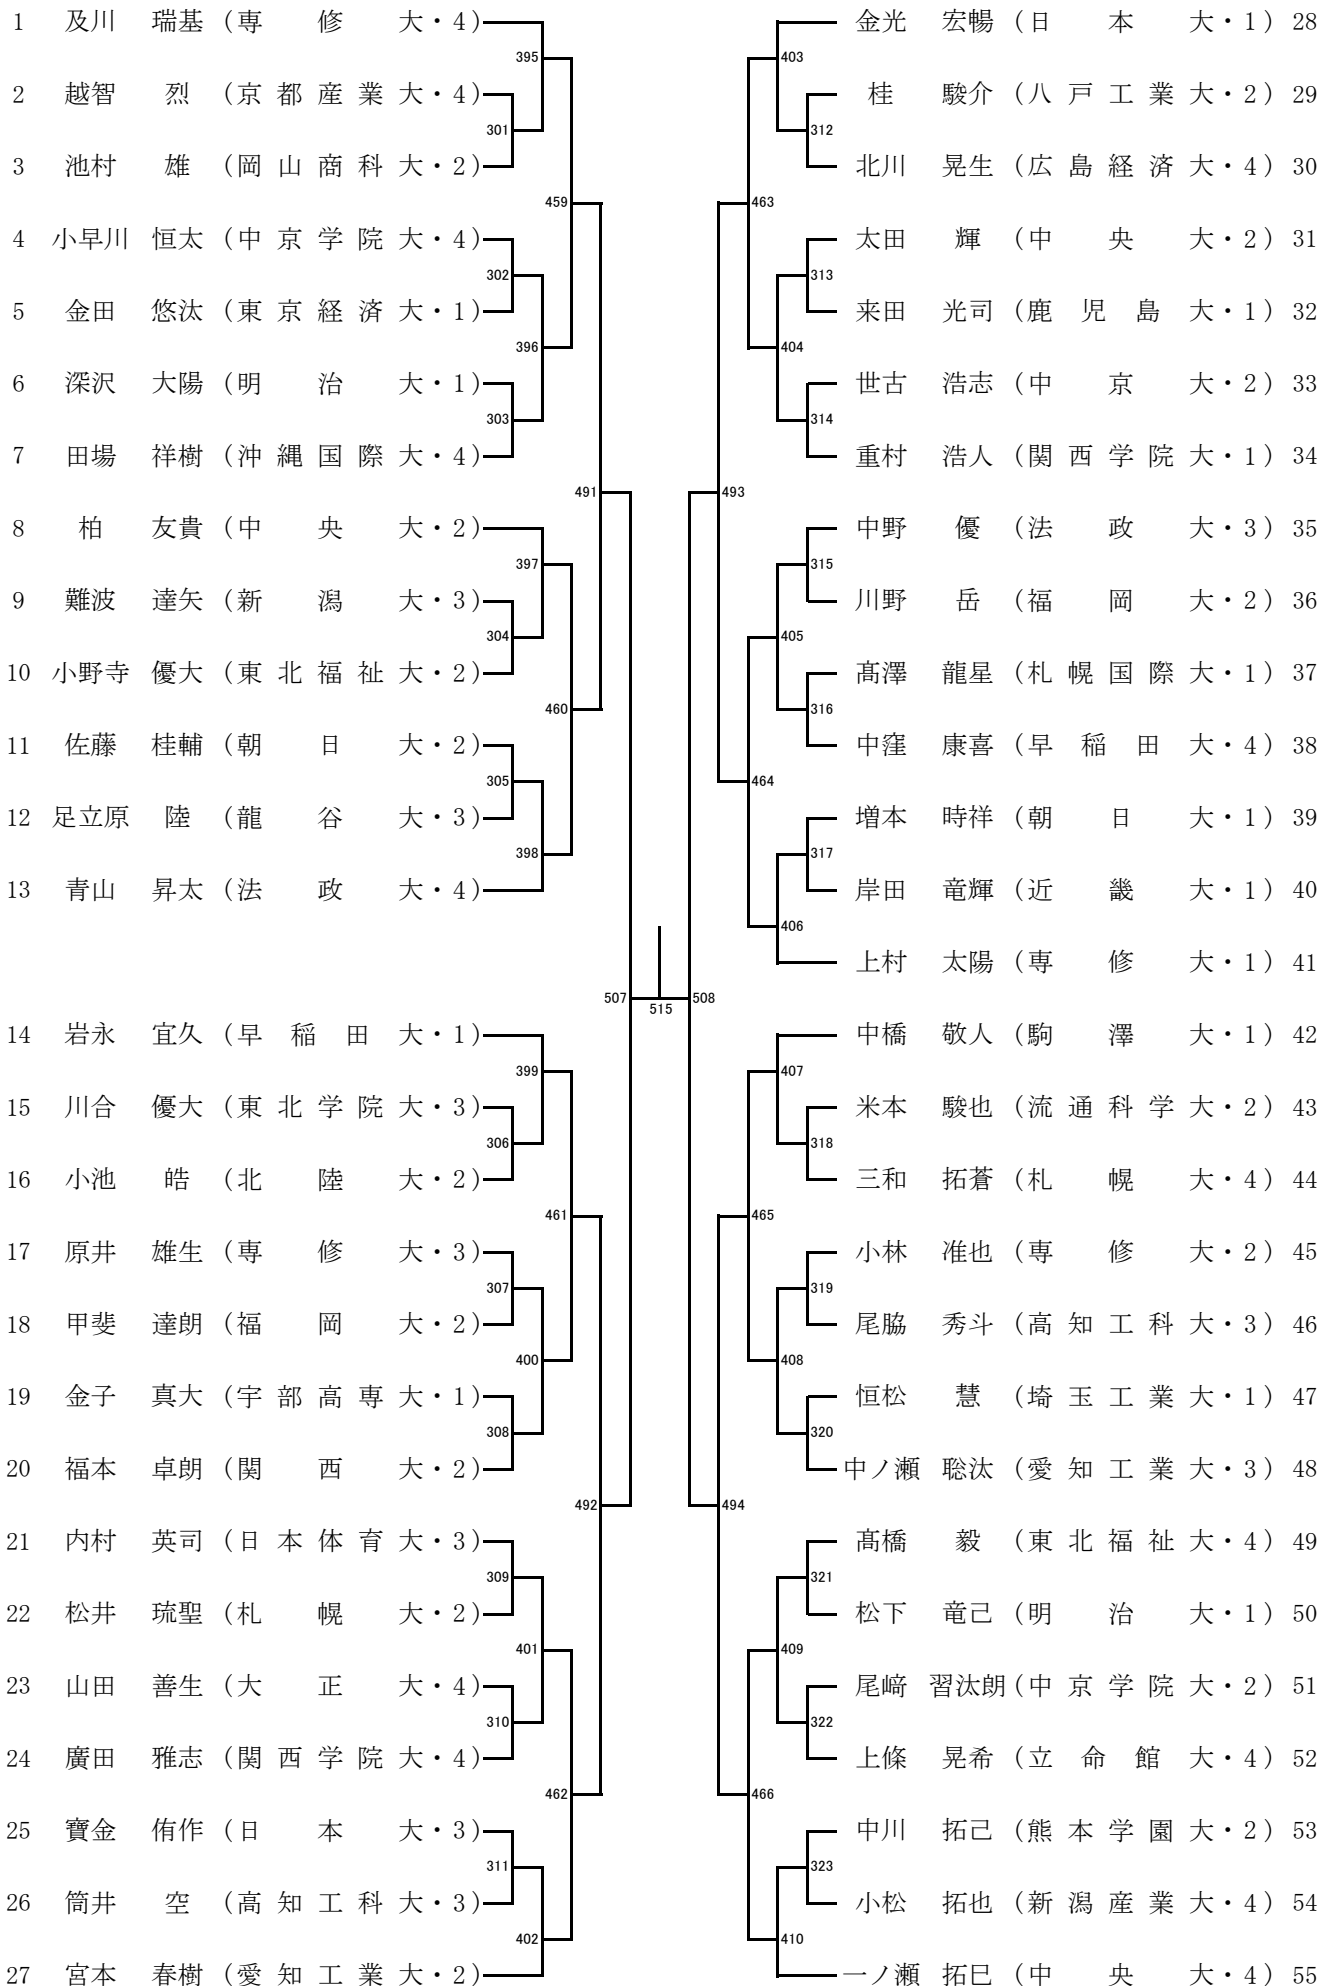 1 及川 瑞基 (専修大・4)
395
2 越智 烈 (京都産業大・4)
301
3 池村 雄 (岡山商科大・2)
459
4 小早川 恒太 (中京学院大・4)
302
5 金田 悠汰 (東京経済大・1)
396
6 深沢 大陽 (明治大・1)
303
7 田場 祥樹 (沖縄国際大・4)
491
8 柏 友貴 (中央大・2)
397
9 難波 達矢 (新潟大・3)
304
10 小野寺 優大 (東北福祉大・2)
460
11 佐藤 桂輔 (朝日大・2)
305
12 足立原 陸 (龍谷大・3)
398
13 青山 昇太 (法政大・4)
507
14 岩永 宜久 (早稲田大・1)
399
15 川合 優大 (東北学院大・3)
306
16 小池 皓 (北陸大・2)
461
17 原井 雄生 (専修大・3)
307
18 甲斐 達朗 (福岡大・2)
400
19 金子 真大 (宇部高専大・1)
308
20 福本 卓朗 (関西大・2)
492
21 内村 英司 (日本体育大・3)
309
22 松井 琉聖 (札幌大・2)
401
23 山田 善生 (大正大・4)
310
24 廣田 雅志 (関西学院大・4)
462
25 寶金 侑作 (日本大・3)
311
26 筒井 空 (高知工科大・3)
402
27 宮本 春樹 (愛知工業大・2)
515
金光 宏暢 (日本大・1) 28
403
桂 駿介 (八戸工業大・2) 29
312
北川 晃生 (広島経済大・4) 30
463
太田 輝 (中央大・2) 31
313
来田 光司 (鹿児島大・1) 32
404
世古 浩志 (中京大・2) 33
314
重村 浩人 (関西学院大・1) 34
493
中野 優 (法政大・3) 35
315
川野 岳 (福岡大・2) 36
405
髙澤 龍星 (札幌国際大・1) 37
316
中窪 康喜 (早稲田大・4) 38
464
増本 時祥 (朝日大・1) 39
317
岸田 竜輝 (近畿大・1) 40
406
上村 太陽 (専修大・1) 41
508
中橋 敬人 (駒澤大・1) 42
407
米本 駿也 (流通科学大・2) 43
318
三和 拓蒼 (札幌大・4) 44
465
小林 准也 (専修大・2) 45
319
尾脇 秀斗 (高知工科大・3) 46
408
恒松 慧 (埼玉工業大・1) 47
320
中ノ瀬 聡汰 (愛知工業大・3) 48
494
髙橋 毅 (東北福祉大・4) 49
321
松下 竜己 (明治大・1) 50
409
尾﨑 習汰朗 (中京学院大・2) 51
322
上條 晃希 (立命館大・4) 52
466
中川 拓己 (熊本学園大・2) 53
323
小松 拓也 (新潟産業大・4) 54
410
一ノ瀬 拓巳 (中央大・4) 55